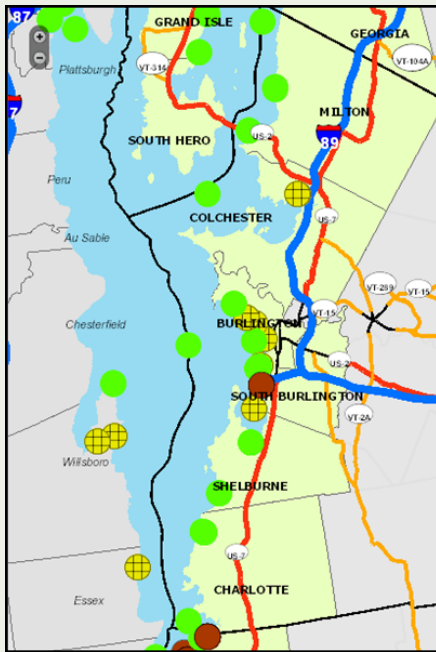 87
GRAND ISLE
GEORGIA
+
-
Plattsburgh
VT-314
VT-104A
7
MILTON
89
US-2
SOUTH HERO
Peru
COLCHESTER
US-7
Au Sable
VT-289
VT-15
VT-15
Chesterfield
BURLINGTON
US-2
SOUTH BURLINGTON
VT-2A
Willsboro
SHELBURNE
US-7
CHARLOTTE
Essex